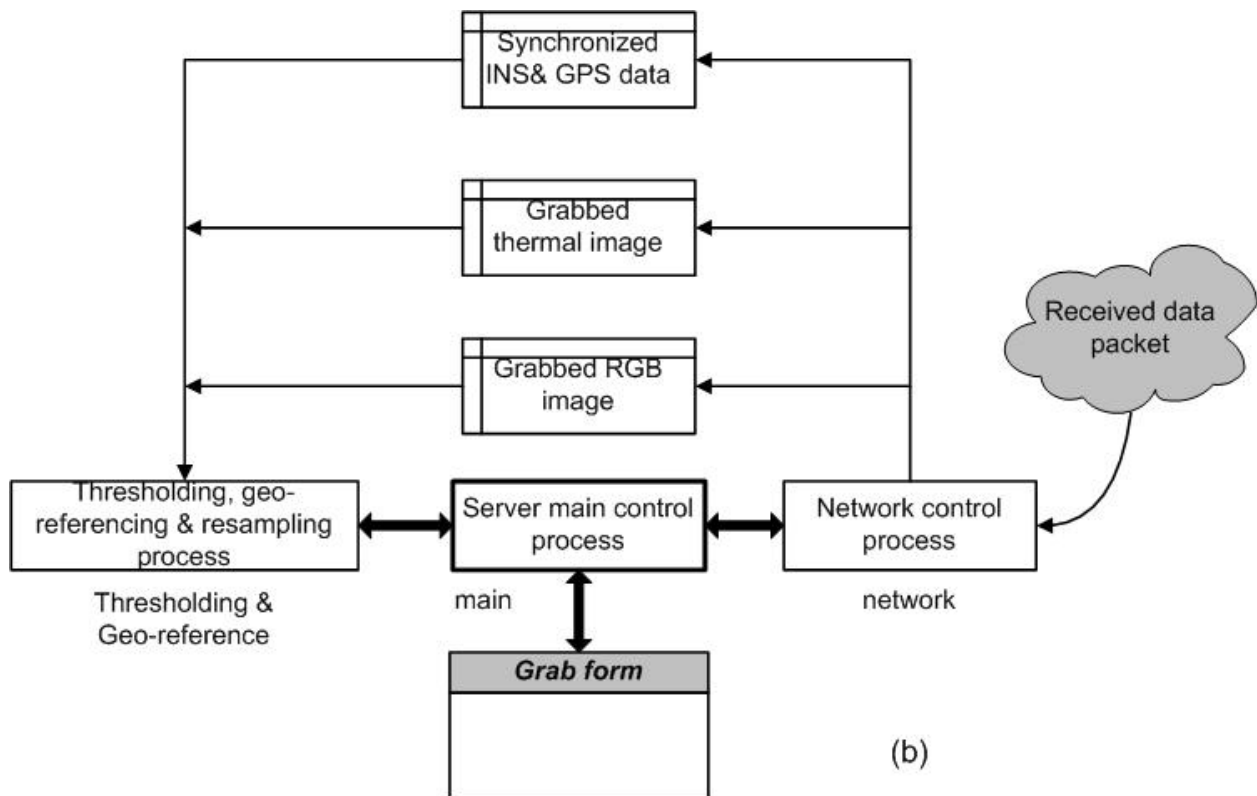 Synchronized
INS& GPS data
Grabbed
thermal image
Received data
packet
Grabbed RGB
image
Thresholding, geo-
referencing & resampling
process
Server main control
process
Network control
process
Thresholding &
Geo-reference
main
network
Grab form
(b)